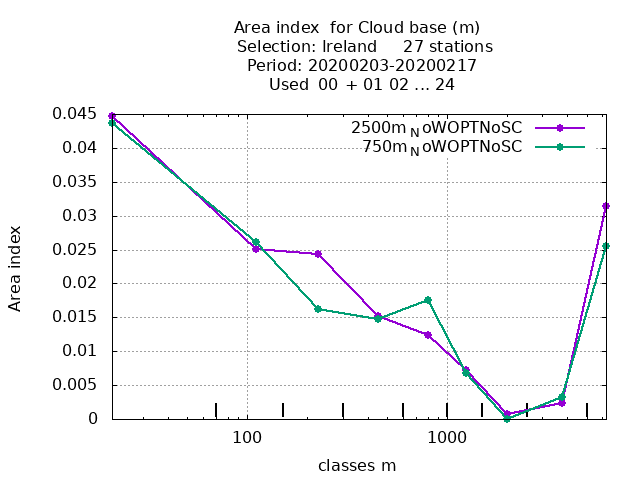 Area index  for Cloud base (m)
Selection: Ireland     27 stations
Period: 20200203-20200217
Used  00 + 01 02 ... 24
2500m_NoWOPTNoSC
750m_NoWOPTNoSC
0.045
0.04
0.035
0.03
0.025
0.02
0.015
0.01
0.005
0
Area index
100
1000
classes m